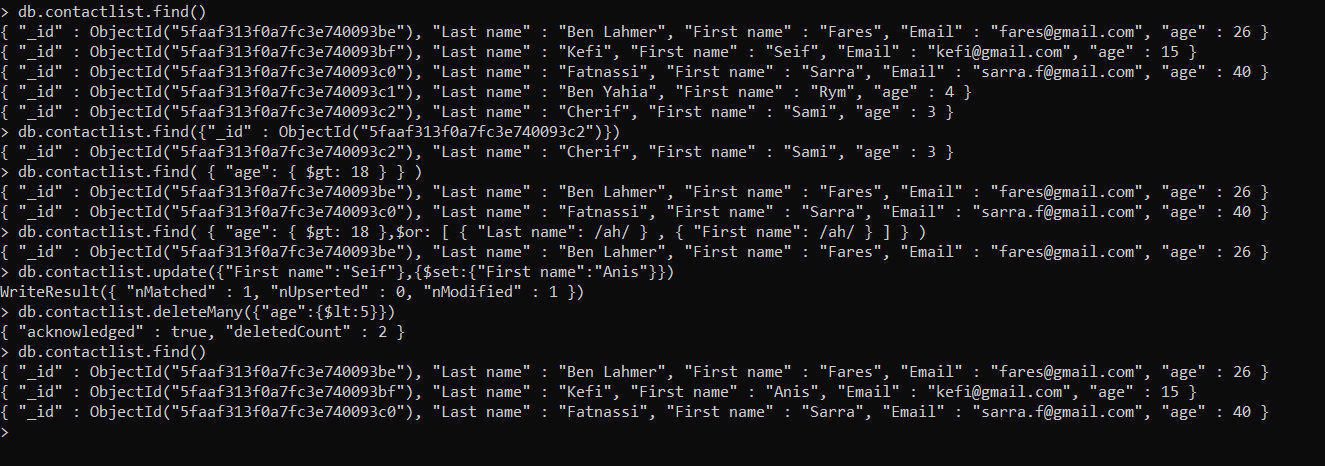 > db.contactlist.find()
{ "_id" : ObjectId("5faaf313f0a7fc3e740093be"), "Last name" : "Ben Lahmer", "First name" : "Fares", "Email" : "fares@gmail.com", "age" : 26 }
{ "_id" : ObjectId("5faaf313f0a7fc3e740093bf"), "Last name" : "Kefi", "First name" : "Seif", "Email" : "kefi@gmail.com", "age" : 15 }
{ "_id" : ObjectId("5faaf313f0a7fc3e740093c0"), "Last name" : "Fatnassi", "First name" : "Sarra", "Email" : "sarra.f@gmail.com", "age" : 40 }
{ "_id" : ObjectId("5faaf313f0a7fc3e740093c1"), "Last name" : "Ben Yahia", "First name" : "Rym", "age" : 4 }
{ "_id" : ObjectId("5faaf313f0a7fc3e740093c2"), "Last name" : "Cherif", "First name" : "Sami", "age" : 3 }
> db.contactlist.find({"_id" : ObjectId("5faaf313f0a7fc3e740093c2")})
{ "_id" : ObjectId("5faaf313f0a7fc3e740093c2"), "Last name" : "Cherif", "First name" : "Sami", "age" : 3 }
> db.contactlist.find( { "age": { $gt: 18 } } )
{ "_id" : ObjectId("5faaf313f0a7fc3e740093be"), "Last name" : "Ben Lahmer", "First name" : "Fares", "Email" : "fares@gmail.com", "age" : 26 }
{ "_id" : ObjectId("5faaf313f0a7fc3e740093c0"), "Last name" : "Fatnassi", "First name" : "Sarra", "Email" : "sarra.f@gmail.com", "age" : 40 }
> db.contactlist.find( { "age": { $gt: 18 },$or: [ { "Last name": /ah/ } , { "First name": /ah/ } ] } )
{ "_id" : ObjectId("5faaf313f0a7fc3e740093be"), "Last name" : "Ben Lahmer", "First name" : "Fares", "Email" : "fares@gmail.com", "age" : 26 }
> db.contactlist.update({"First name":"Seif"},{$set:{"First name":"Anis"}})
WriteResult({ "nMatched" : 1, "nUpserted" : 0, "nModified" : 1 })
> db.contactlist.deleteMany({"age":{$lt:5}})
{ "acknowledged" : true, "deletedCount" : 2 }
> db.contactlist.find()
{ "_id" : ObjectId("5faaf313f0a7fc3e740093be"), "Last name" : "Ben Lahmer", "First name" : "Fares", "Email" : "fares@gmail.com", "age" : 26 }
{ "_id" : ObjectId("5faaf313f0a7fc3e740093bf"), "Last name" : "Kefi", "First name" : "Anis", "Email" : "kefi@gmail.com", "age" : 15 }
{ "_id" : ObjectId("5faaf313f0a7fc3e740093c0"), "Last name" : "Fatnassi", "First name" : "Sarra", "Email" : "sarra.f@gmail.com", "age" : 40 }
>